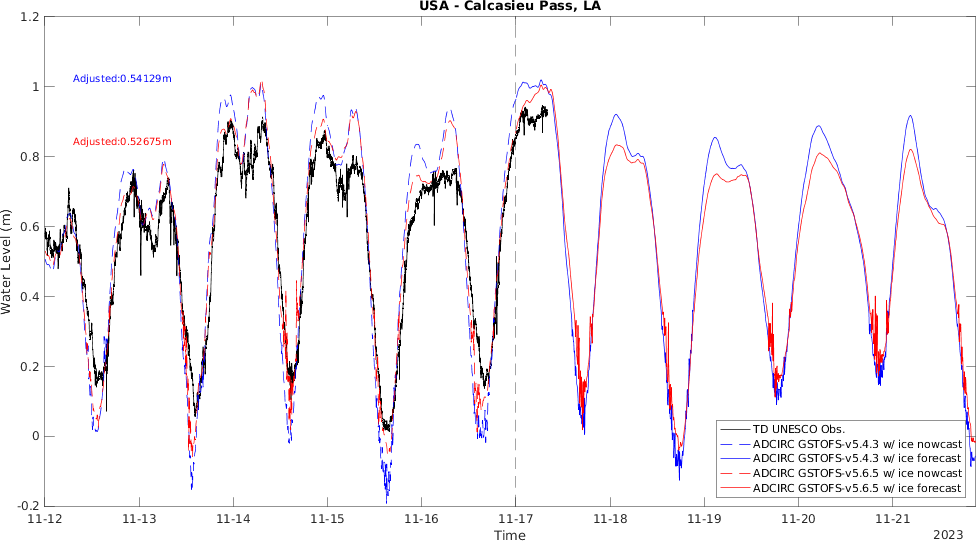 USA - Calcasieu Pass, LA
1.2
1
0.8
0.6
0.4
0.2
0
-0.2
Water Level (m)
Adjusted:0.54129m
Adjusted:0.52675m
TD UNESCO Obs.
ADCIRC GSTOFS-v5.4.3 w/ ice nowcast
ADCIRC GSTOFS-v5.4.3 w/ ice forecast
ADCIRC GSTOFS-v5.6.5 w/ ice nowcast
ADCIRC GSTOFS-v5.6.5 w/ ice forecast
11-12 11-13 11-14 11-15 11-16 11-17 11-18 11-19 11-20 11-21
Time
2023